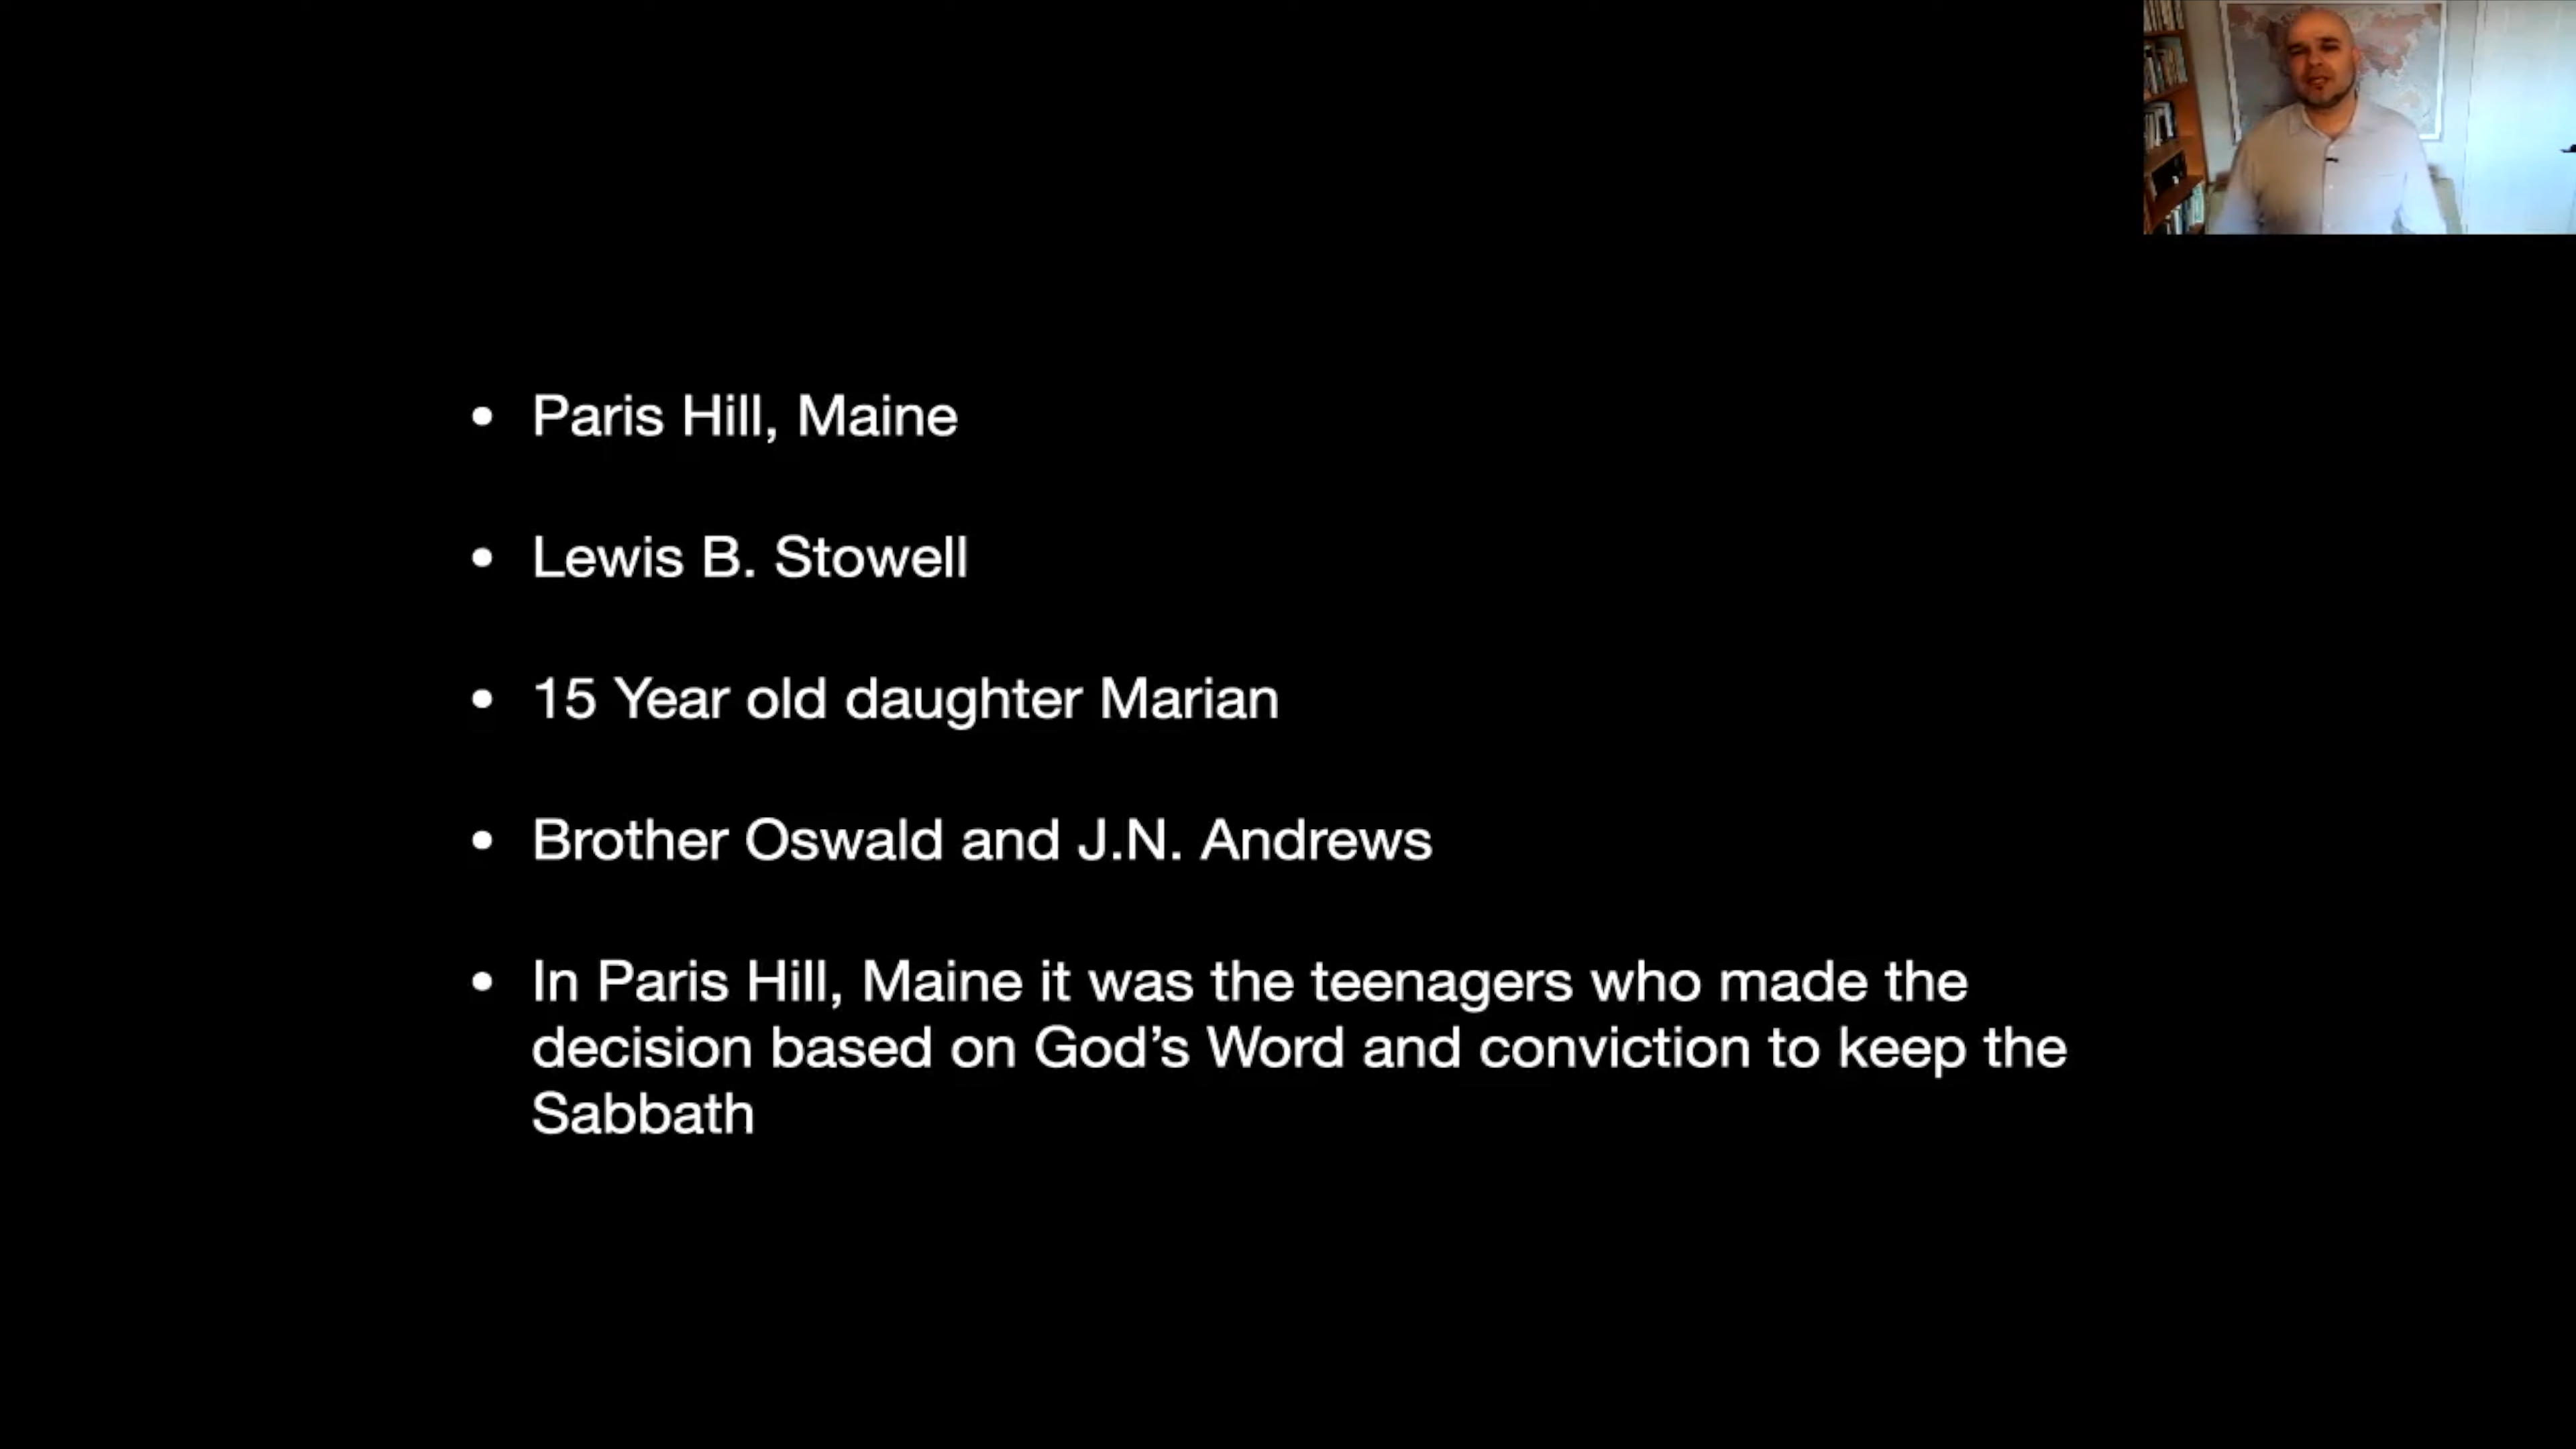 • Paris Hill, Maine
• Lewis B. Stowell
• 15 Year old daughter Marian
• Brother Oswald and J.N. Andrews
• In Paris Hill, Maine it was the teenagers who made the
decision based on God’s Word and conviction to keep the
Sabbath